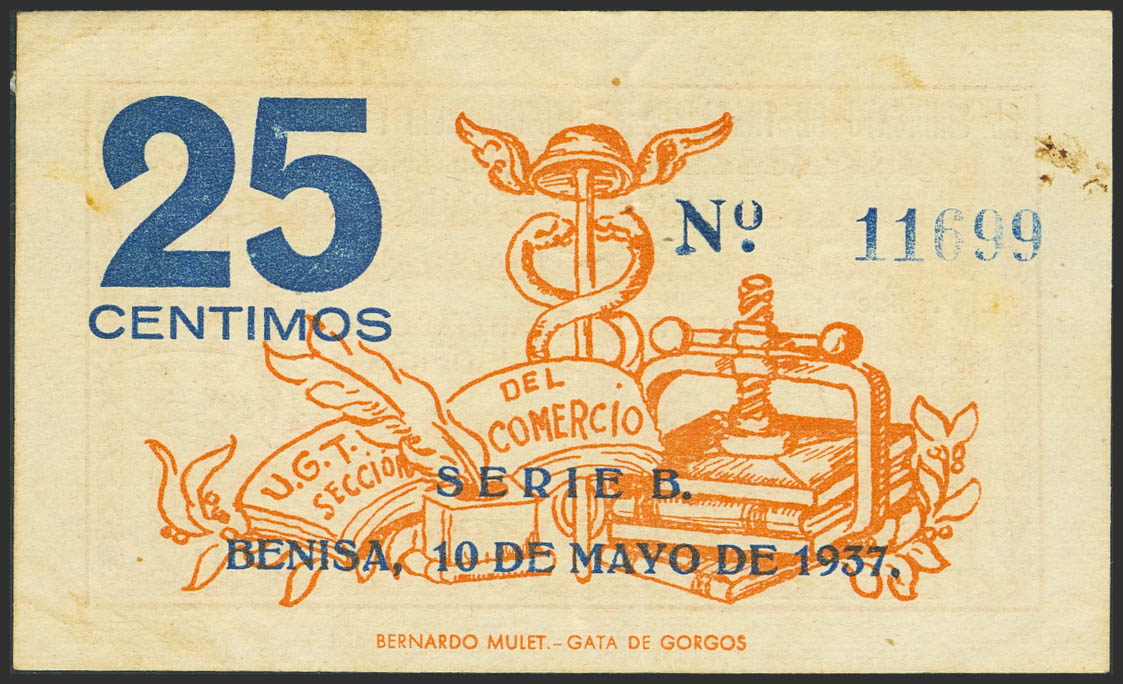 25
CENTIMOS
Nº. 11699
DEL
COMERCIO
U.G.T.
SECCIÓN
SERIE B.
BENISA, 10 DE MAYO DE 1937.
BERNARDO MULET.- GATA DE GORGOS